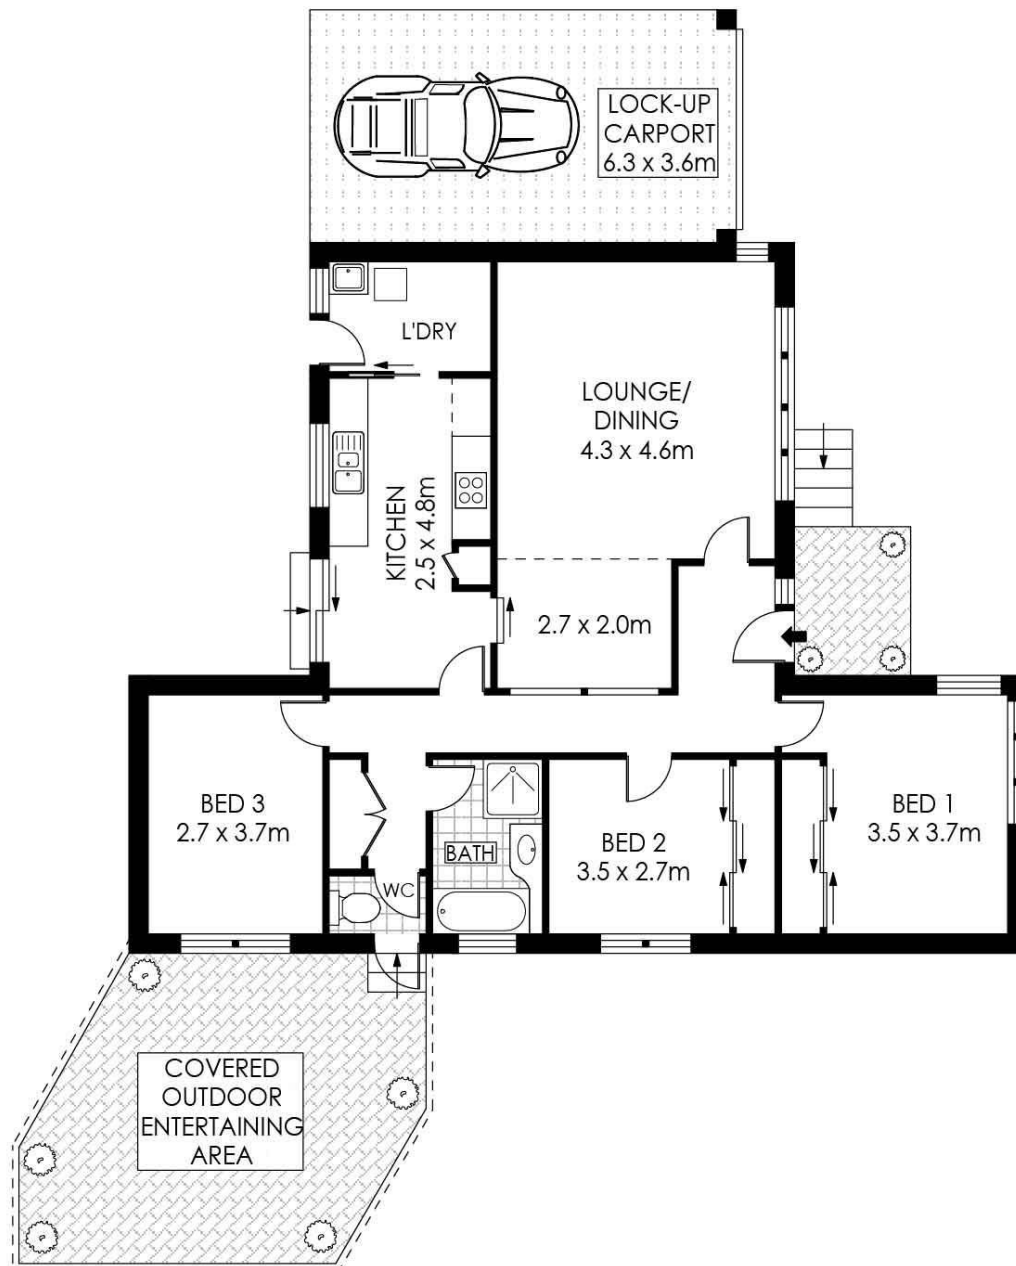 LOCK-UP
CARPORT
6.3 x 3.6m
L'DRY
LOUNGE/
DINING
4.3 x 4.6m
KITCHEN
2.5 x 4.8m
2.7 x 2.0m
BED 3
2.7 x 3.7m
BATH
WC
BED 2
3.5 x 2.7m
BED 1
3.5 x 3.7m
COVERED
OUTDOOR
ENTERTAINING
AREA